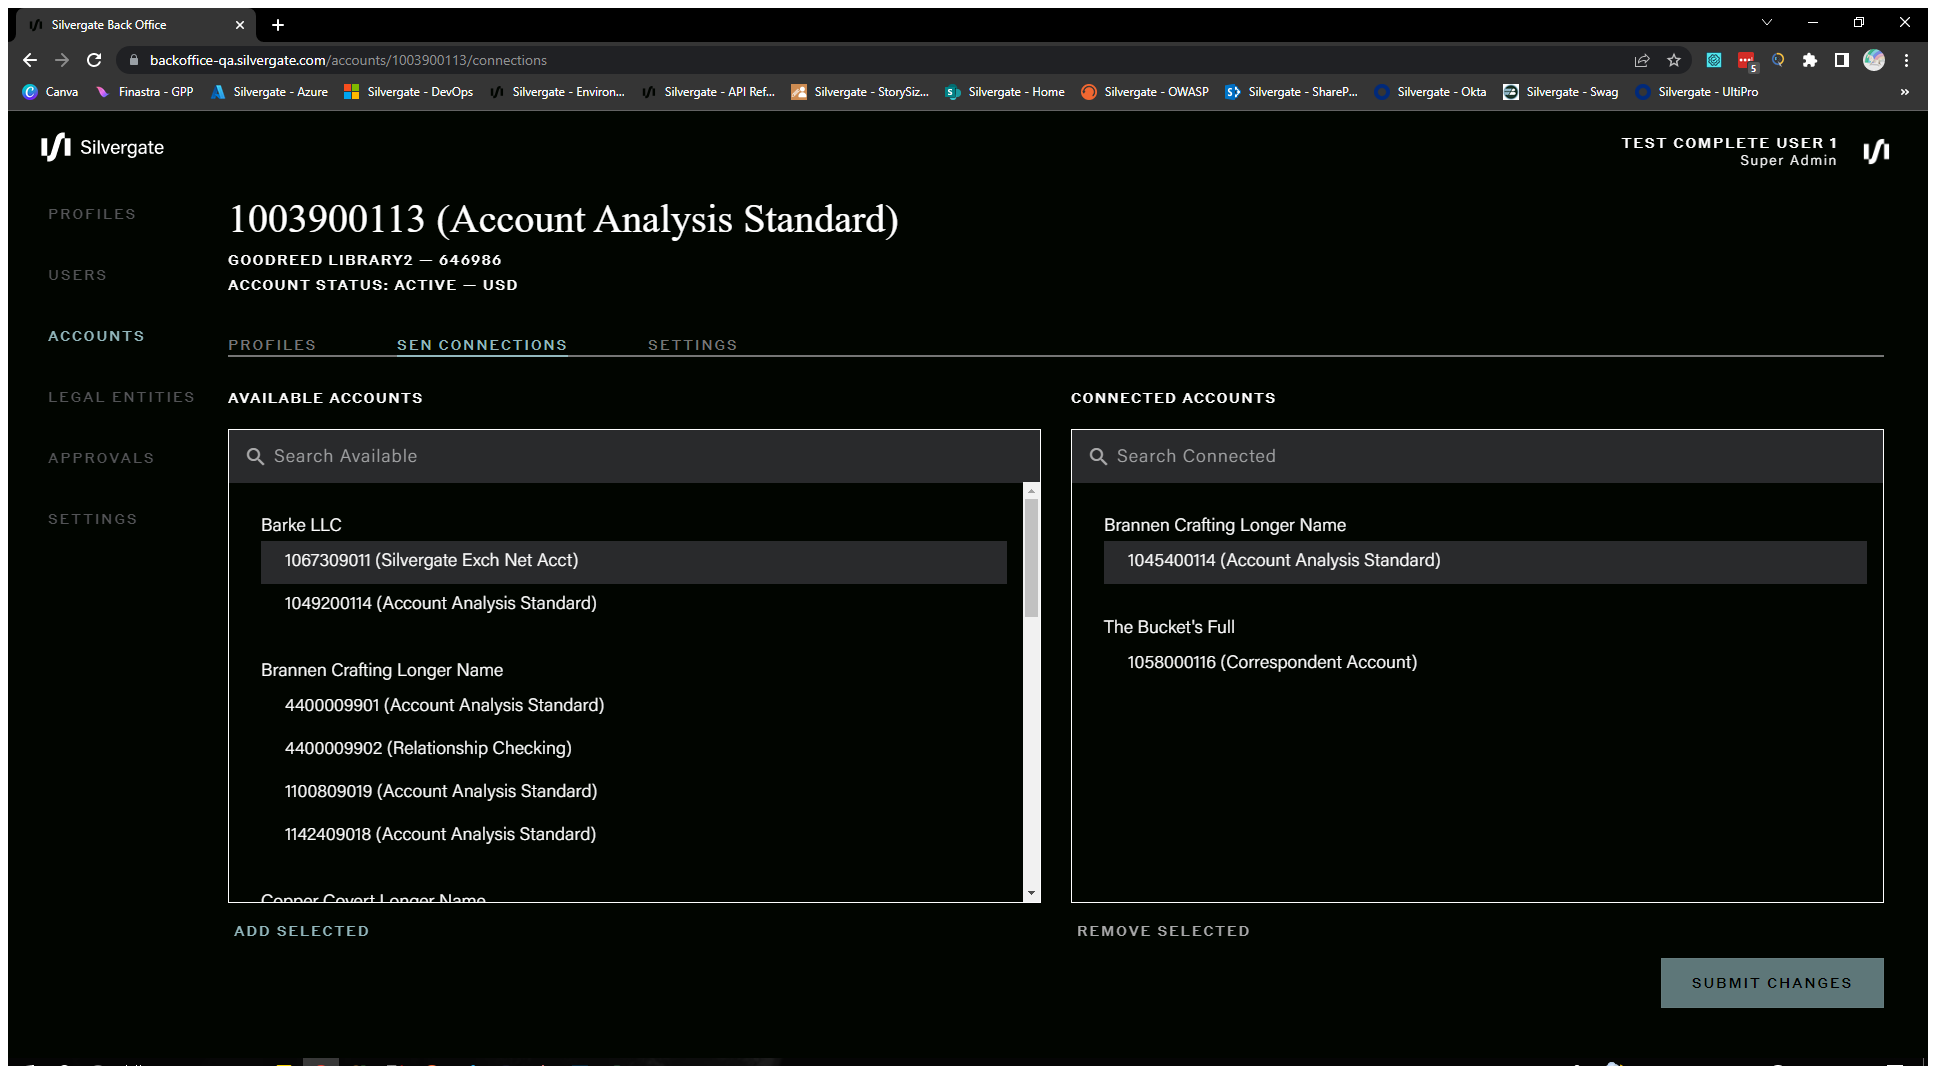 Silvergate Back Office
backoffice-qa.silvergate.com/accounts/1003900113/connections
5
Canva
Finastra - GPP
Silvergate - Azure
Silvergate - DevOps
Silvergate - Environ...
Silvergate - API Ref...
Silvergate - StorySiz...
Silvergate - Home
Silvergate - OWASP
Silvergate - ShareP...
Silvergate - Okta
Silvergate - Swag
Silvergate - UltiPro
»
Silvergate
TEST COMPLETE USER 1
Super Admin
PROFILES
USERS
ACCOUNTS
LEGAL ENTITIES
APPROVALS
SETTINGS
1003900113 (Account Analysis Standard)
GOODREED LIBRARY2 — 646986
ACCOUNT STATUS: ACTIVE — USD
PROFILES
SEN CONNECTIONS
SETTINGS
AVAILABLE ACCOUNTS
Search Available
Barke LLC
1067309011 (Silvergate Exch Net Acct)
1049200114 (Account Analysis Standard)
Brannen Crafting Longer Name
4400009901 (Account Analysis Standard)
4400009902 (Relationship Checking)
1100809019 (Account Analysis Standard)
1142409018 (Account Analysis Standard)
Copper Covert Longer Name
ADD SELECTED
CONNECTED ACCOUNTS
Search Connected
Brannen Crafting Longer Name
1045400114 (Account Analysis Standard)
The Bucket's Full
1058000116 (Correspondent Account)
REMOVE SELECTED
SUBMIT CHANGES